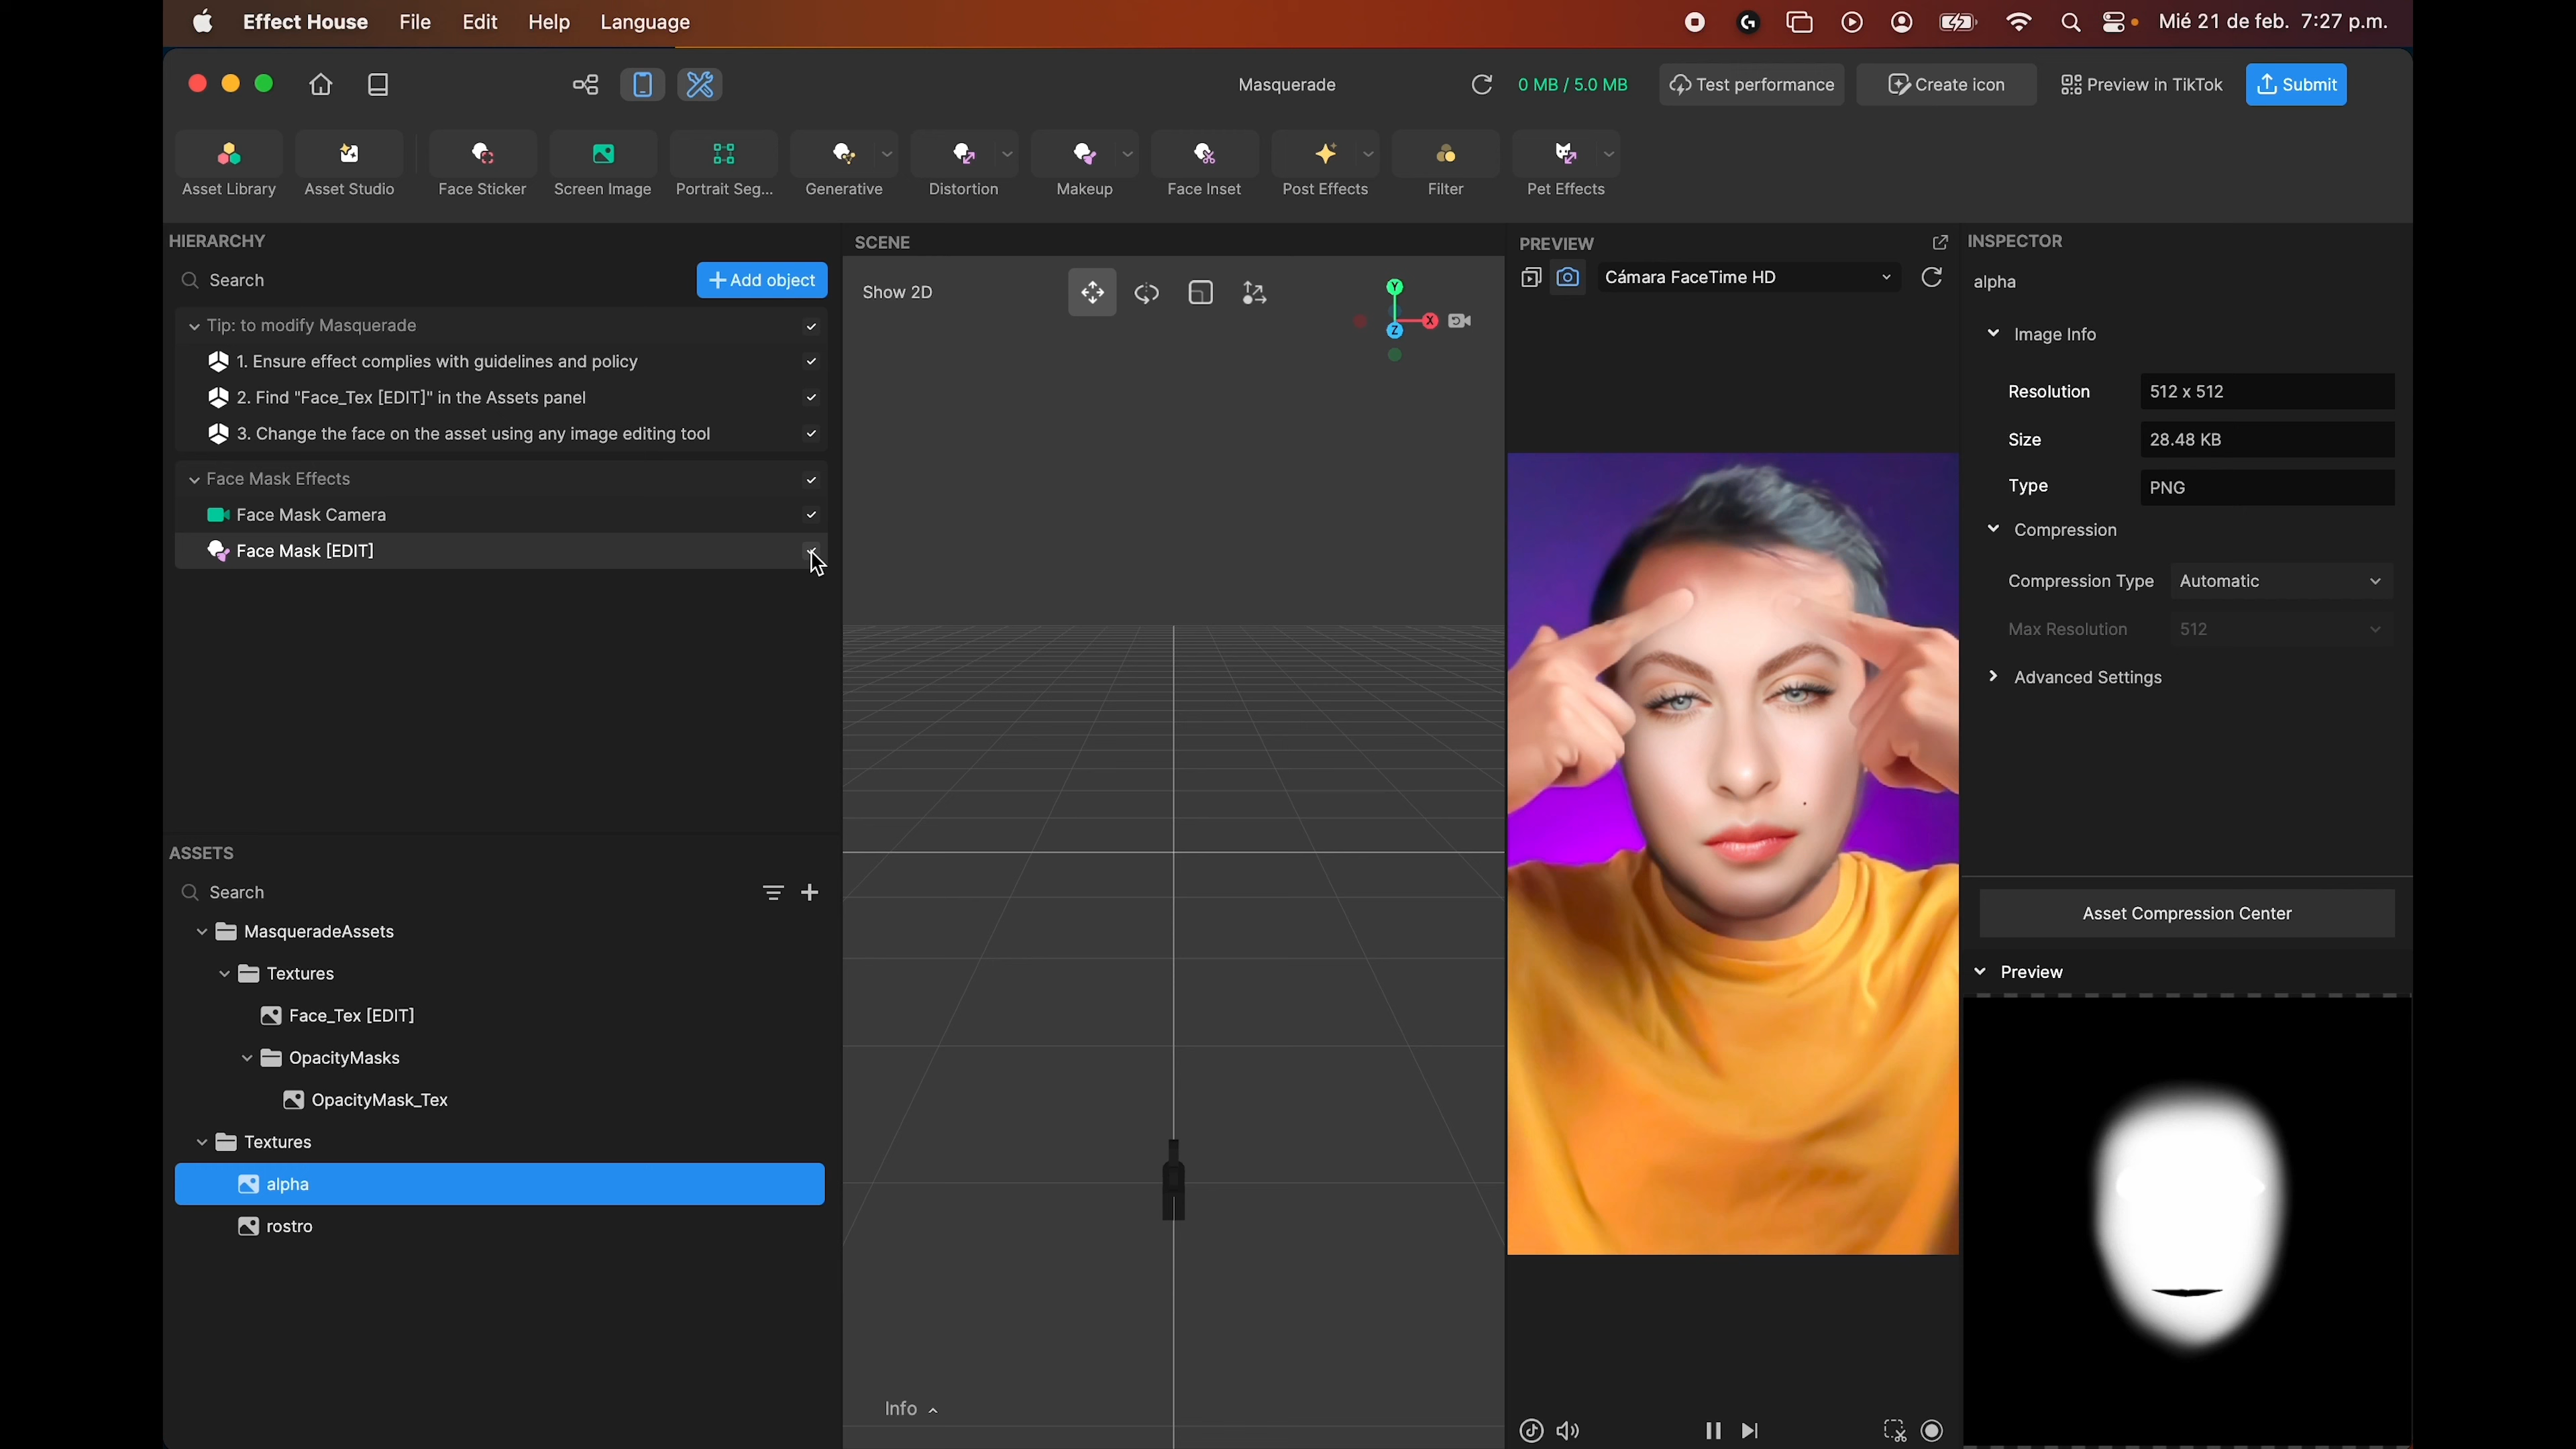 Effect House File Edit Help Language Mié 21 de feb. 7:27 p.m.
Masquerade 0 MB / 5.0 MB Test performance Create icon Preview in TikTok Submit
Asset Library Asset Studio Face Sticker Screen Image Portrait Seg... Generative Distortion Makeup Face Inset Post Effects Filter Pet Effects
HIERARCHY
Search + Add object
Tip: to modify Masquerade
1. Ensure effect complies with guidelines and policy
2. Find "Face_Tex [EDIT]" in the Assets panel
3. Change the face on the asset using any image editing tool
Face Mask Effects
Face Mask Camera
Face Mask [EDIT]
ASSETS
Search
MasqueradeAssets
Textures
Face_Tex [EDIT]
OpacityMasks
OpacityMask_Tex
Textures
alpha
rostro
SCENE
Show 2D
Y
X
Z
Info
PREVIEW
Cámara FaceTime HD
INSPECTOR
alpha
Image Info
Resolution 512 x 512
Size 28.48 KB
Type PNG
Compression
Compression Type Automatic
Max Resolution 512
Advanced Settings
Asset Compression Center
Preview